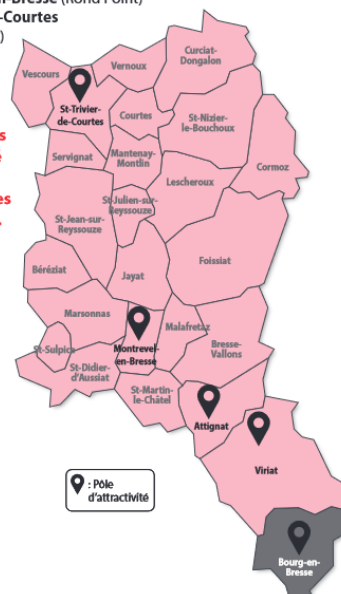 n-Bresse (Rond Point)
-Courtes
)
s
é
es
Curciat-
Dongalon
Vernoux
Vescours
St-Trivier-
de-Courtes
Courtes
St-Nizier-
le-Bouchoux
Servignat
Mantenay-
Montlin
Cormoz
Lescheroux
St-Julien-sur-
Reyssouze
St-Jean-sur-
Reyssouze
Foissiat
Béréziat
Jayat
Marsonnas
Malafretaz
St-Sulpice
Montrevel-
en-Bresse
Bresse-
Vallons
St-Didier-
d'Aussiat
St-Martin-
le-Châtel
Attignat
Viriat
: Pôle
d'attractivité
Bourg-en-
Bresse